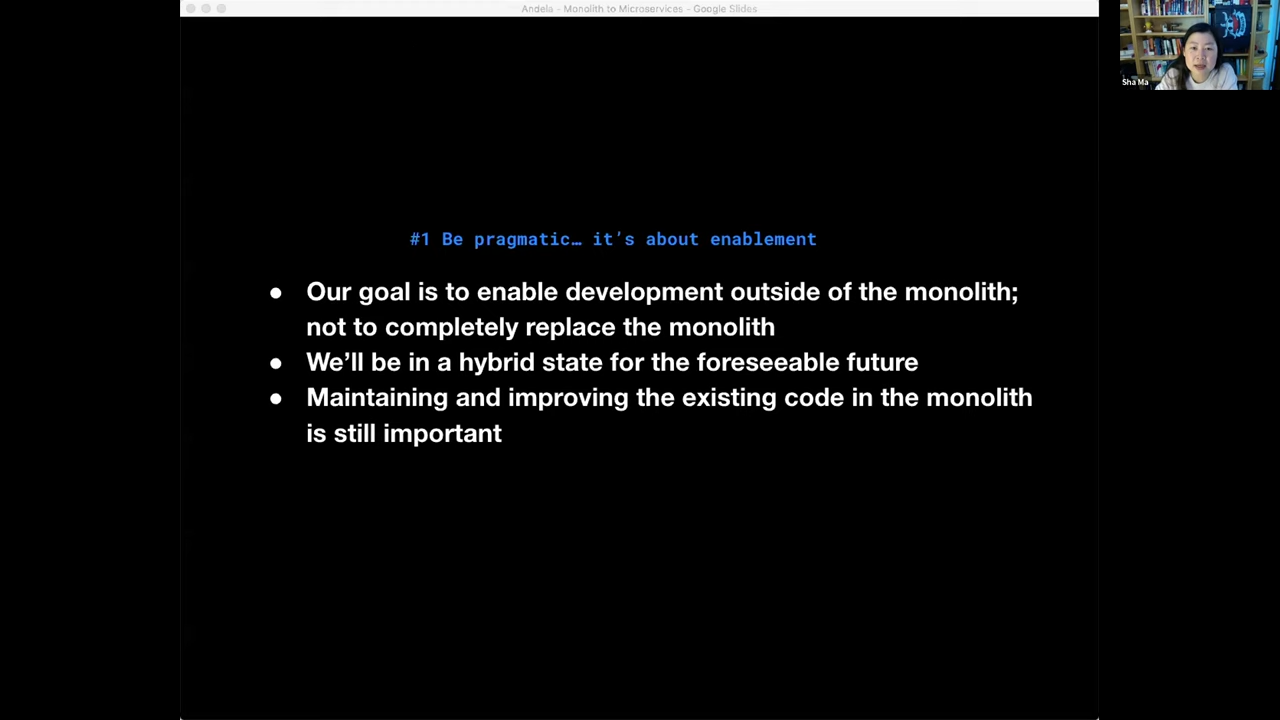 Andela - Monolith to Microservices - Google Slides
Sha Ma
#1 Be pragmatic… it’s about enablement
● Our goal is to enable development outside of the monolith;
not to completely replace the monolith
● We’ll be in a hybrid state for the foreseeable future
● Maintaining and improving the existing code in the monolith
is still important